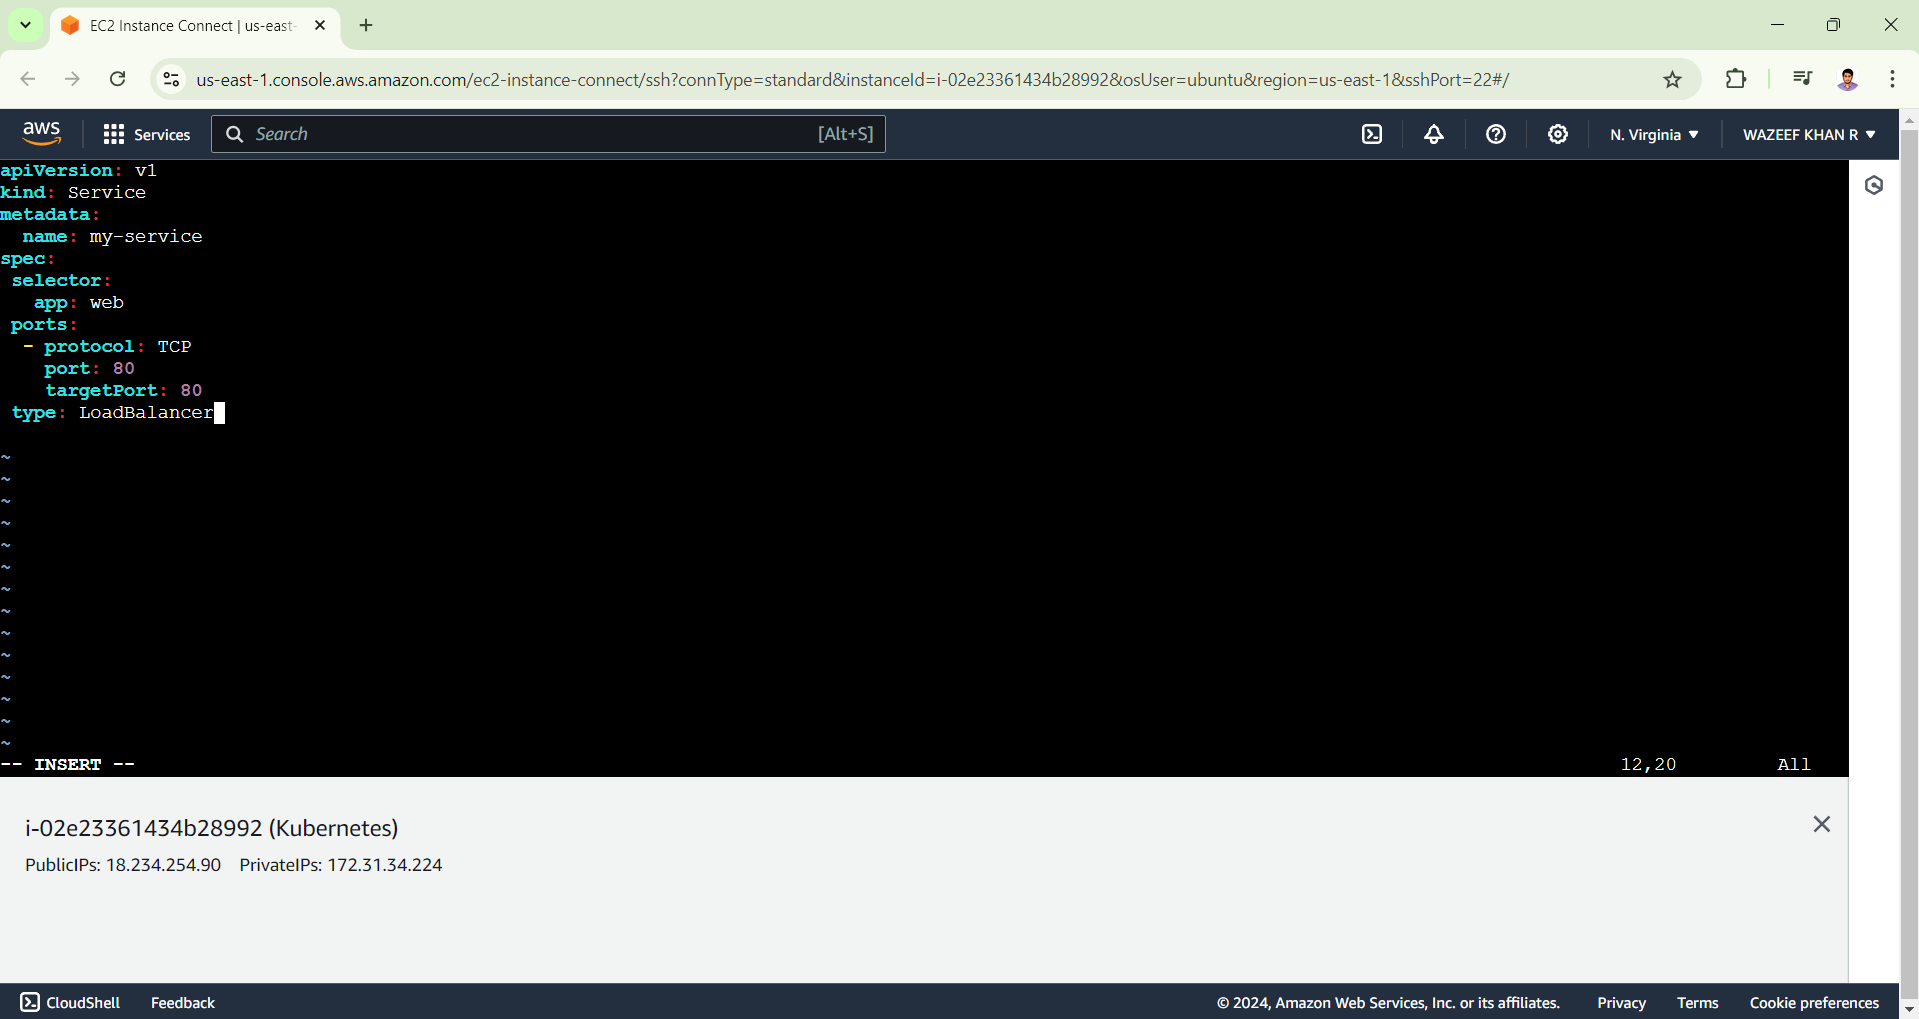 EC2 Instance Connect | us-east-
us-east-1.console.aws.amazon.com/ec2-instance-connect/ssh?connType=standard&instanceId=i-02e23361434b28992&osUser=ubuntu&region=us-east-1&sshPort=22#/
aws Services Search [Alt+S] N. Virginia WAZEEF KHAN R
apiVersion: v1
kind: Service
metadata:
  name: my-service
spec:
 selector:
   app: web
 ports:
  - protocol: TCP
    port: 80
    targetPort: 80
 type: LoadBalancer
~
~
~
~
~
~
~
~
~
~
~
~
~
~
-- INSERT -- 12,20 All
i-02e23361434b28992 (Kubernetes)
PublicIPs: 18.234.254.90 PrivateIPs: 172.31.34.224
CloudShell Feedback © 2024, Amazon Web Services, Inc. or its affiliates. Privacy Terms Cookie preferences